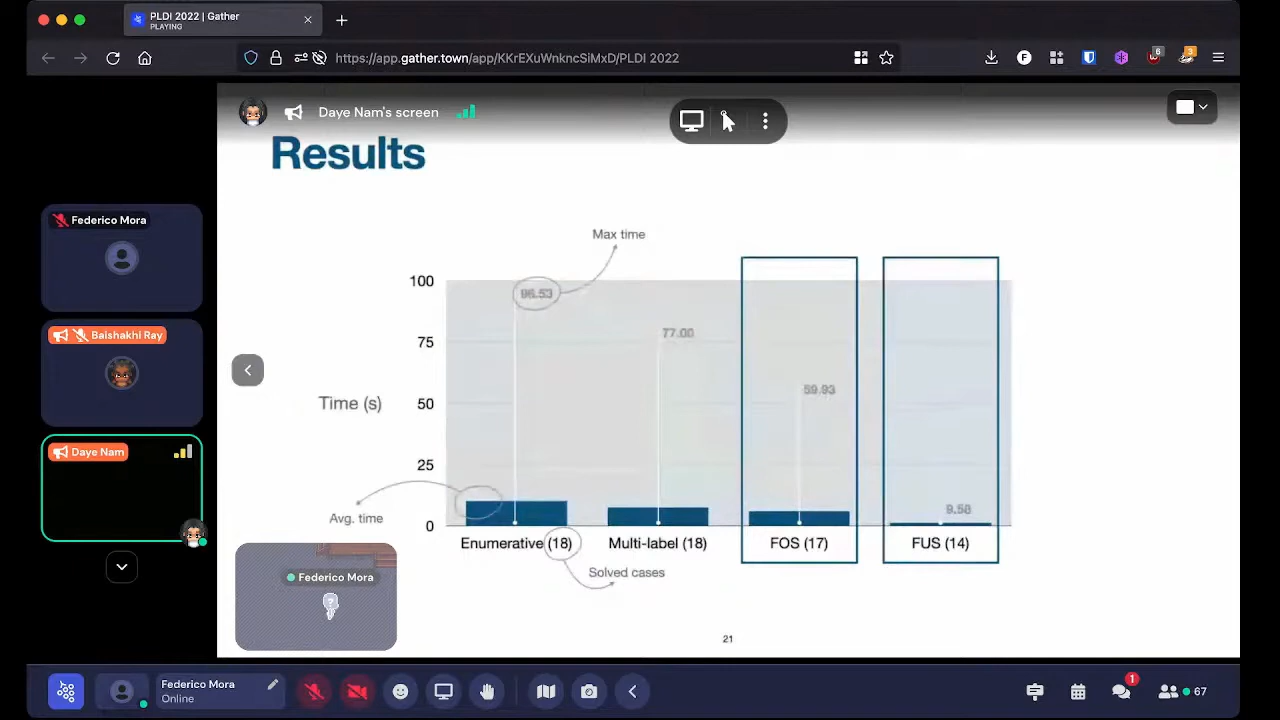 PLDI 2022 | Gather
PLAYING
https://app.gather.town/app/KKrEXuWnkncSiMxD/PLDI 2022
6
3
Daye Nam's screen
Results
Federico Mora
Baishakhi Ray
Daye Nam
Max time
100
96.53
75
77.00
Time (s)
50
59.93
25
9.58
Avg. time
0
Enumerative (18)
Multi-label (18)
FOS (17)
FUS (14)
Solved cases
Federico Mora
21
Federico Mora
Online
1
67